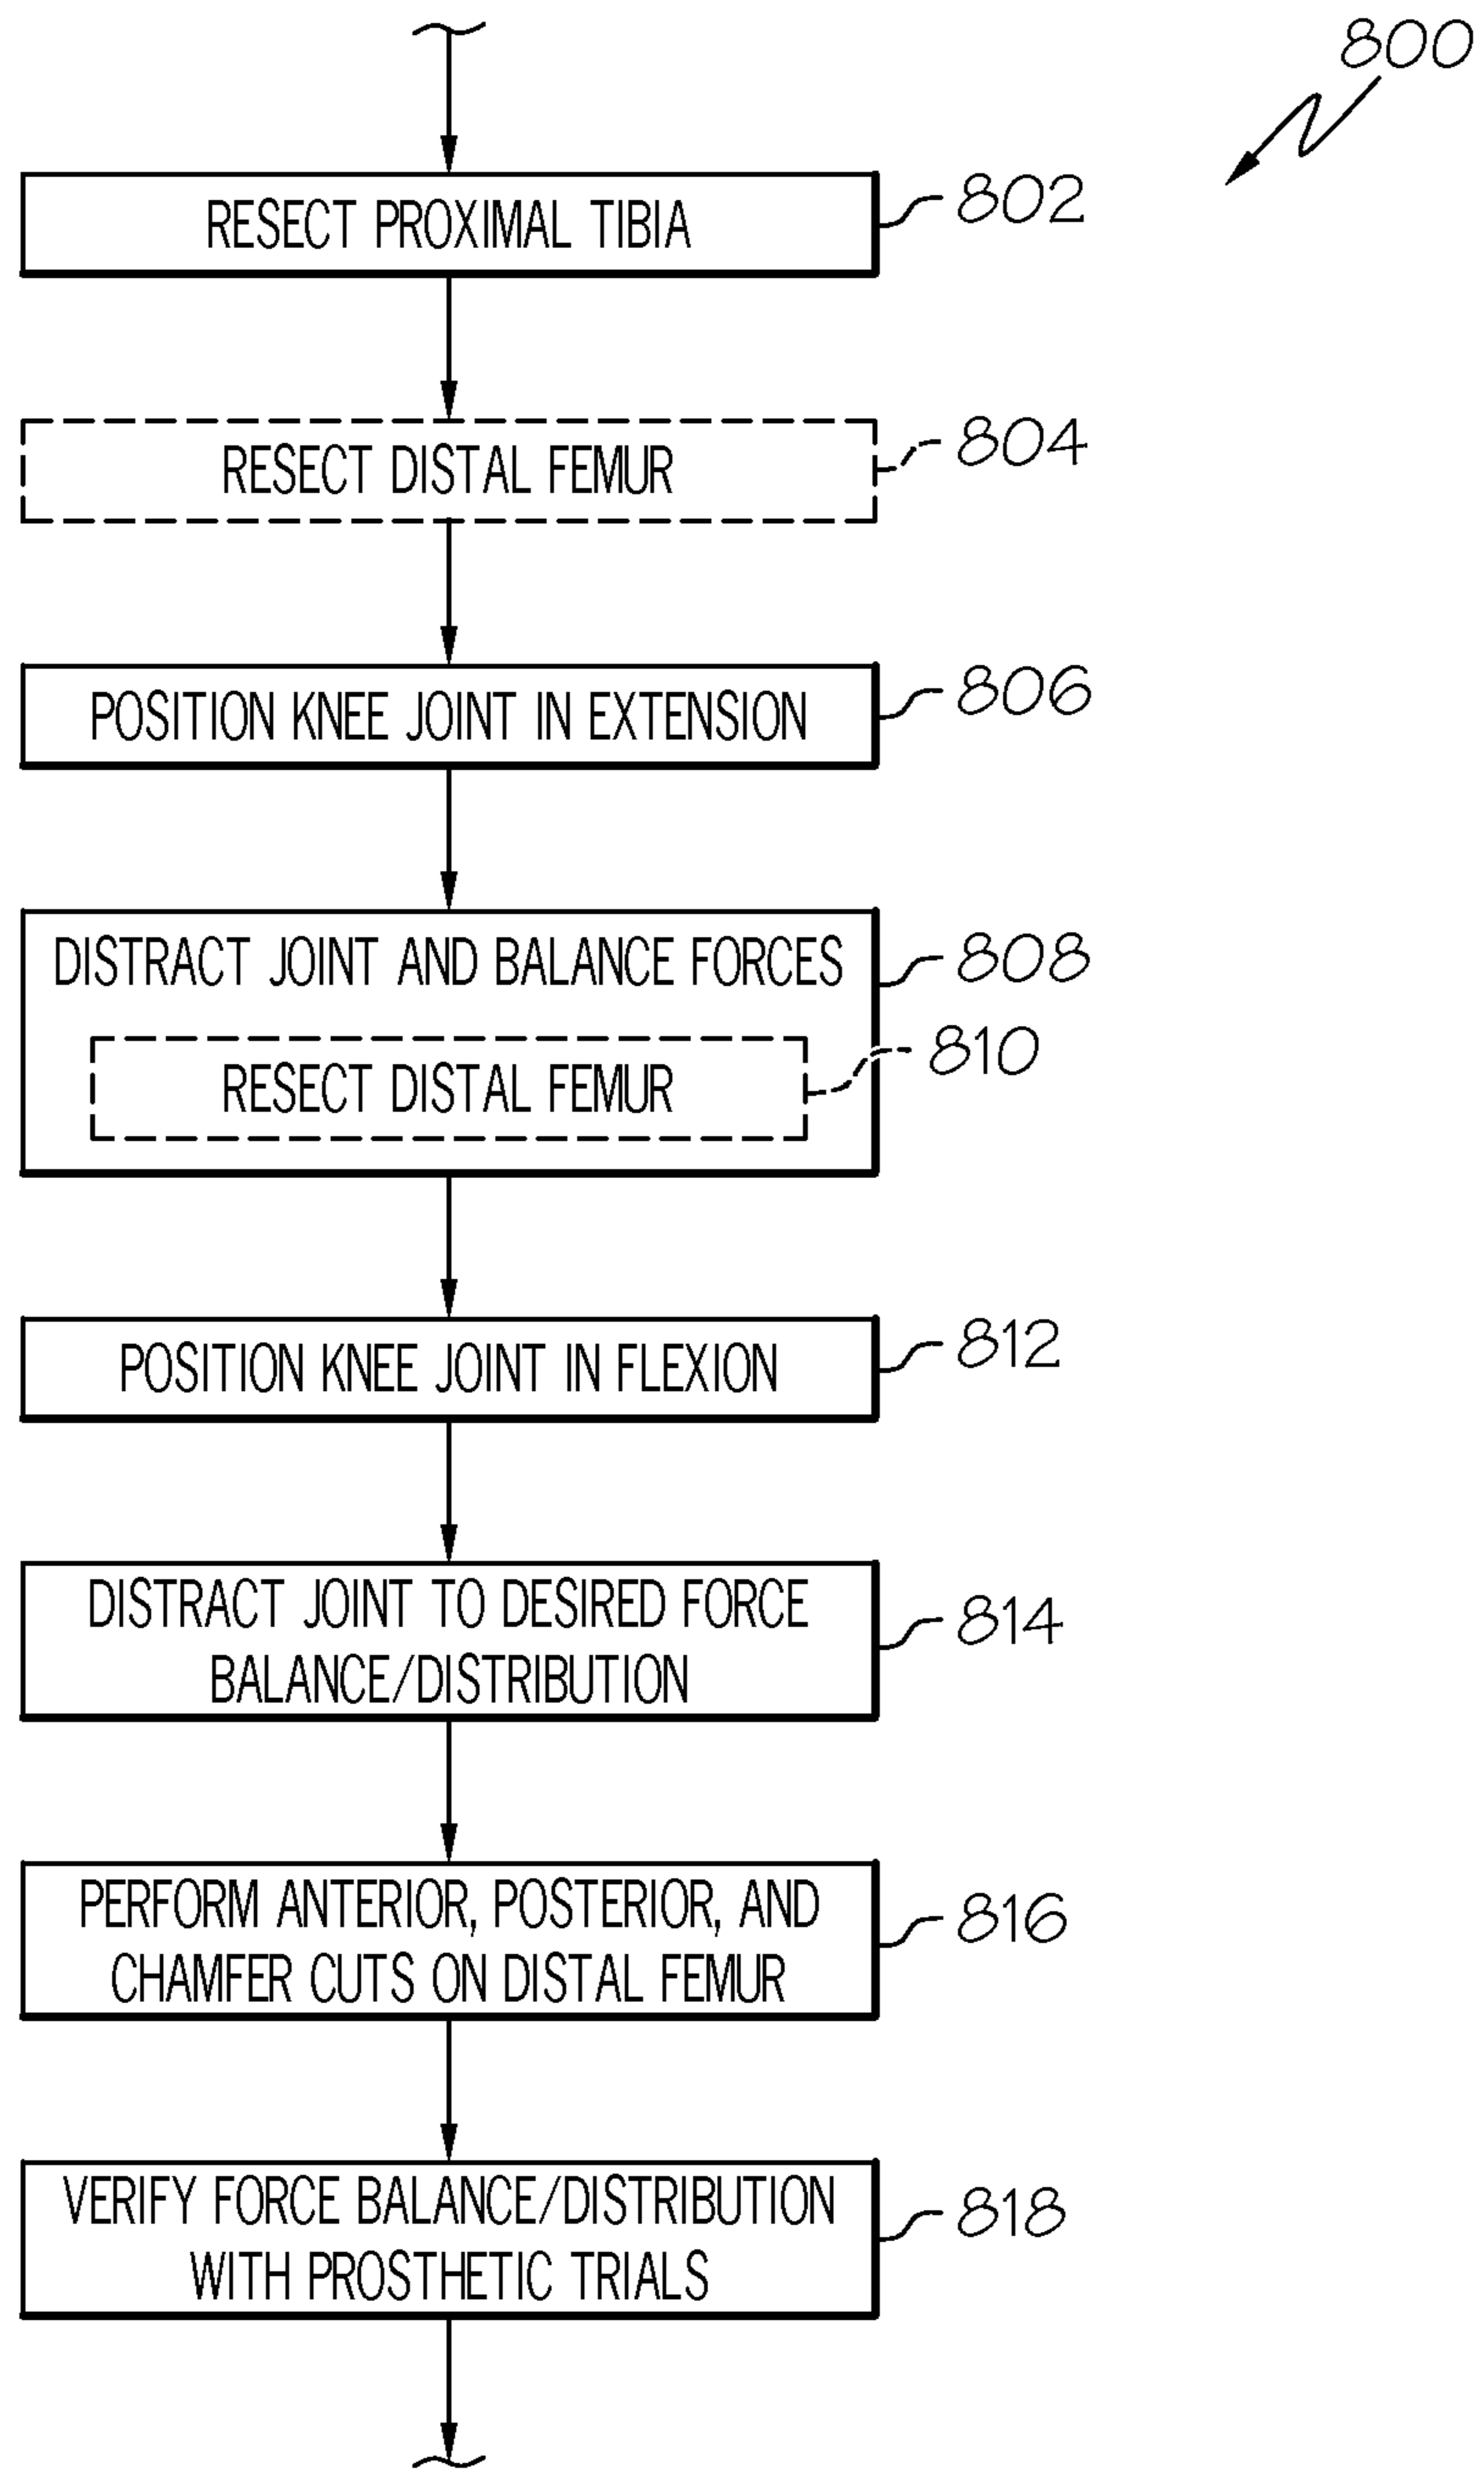 800
RESECT PROXIMAL TIBIA
802
RESECT DISTAL FEMUR
804
POSITION KNEE JOINT IN EXTENSION
806
DISTRACT JOINT AND BALANCE FORCES
808
RESECT DISTAL FEMUR
810
POSITION KNEE JOINT IN FLEXION
812
DISTRACT JOINT TO DESIRED FORCE
BALANCE/DISTRIBUTION
814
PERFORM ANTERIOR, POSTERIOR, AND
CHAMFER CUTS ON DISTAL FEMUR
816
VERIFY FORCE BALANCE/DISTRIBUTION
WITH PROSTHETIC TRIALS
818